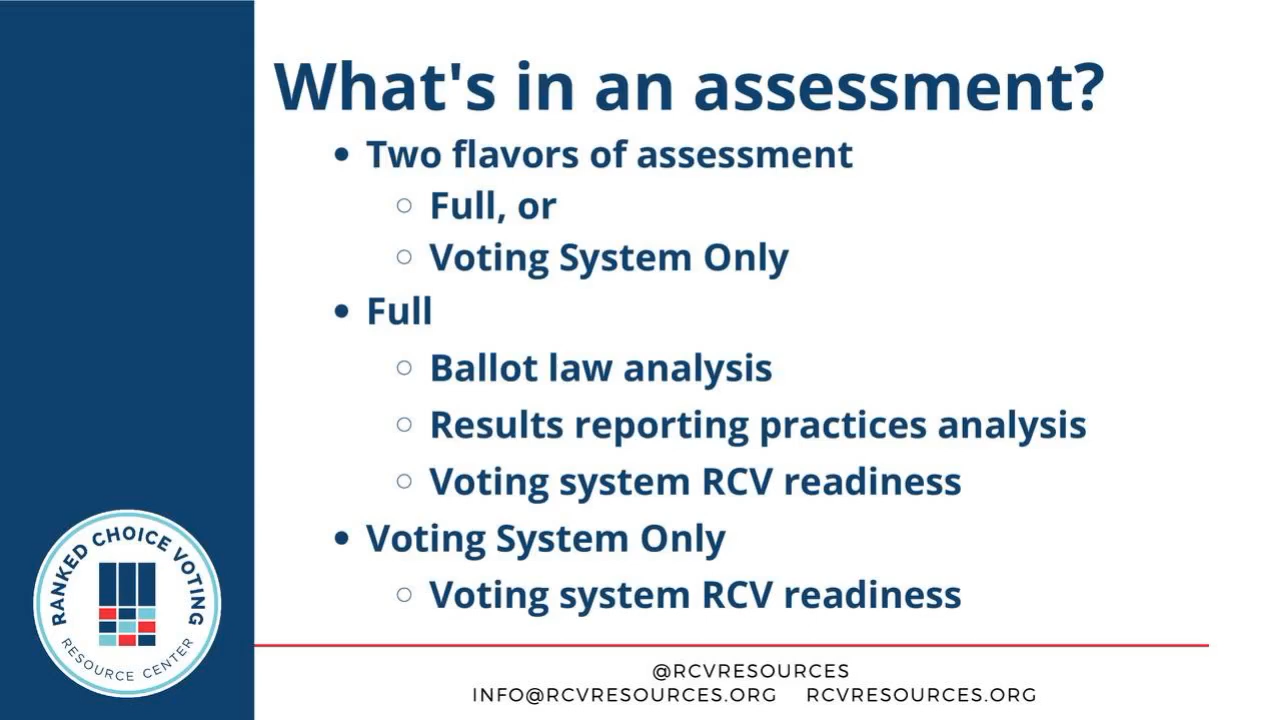 What's in an assessment?
• Two flavors of assessment
○ Full, or
○ Voting System Only
• Full
○ Ballot law analysis
○ Results reporting practices analysis
○ Voting system RCV readiness
• Voting System Only
○ Voting system RCV readiness
RANKED CHOICE VOTING
RESOURCE CENTER
@RCVRESOURCES
INFO@RCVRESOURCES.ORG RCVRESOURCES.ORG